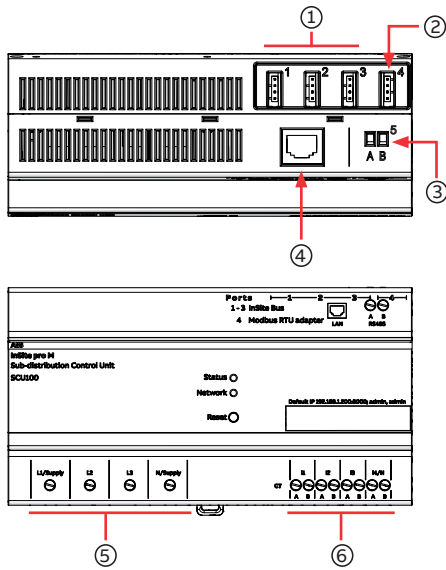 ① ②
1 2 3 4
5
A B ③
④
Ports 1 2 3 4
1 - 3 InSite Bus
4 Modbus RTU adapter LAN A B
RS485
ABB
InSite pro M
Sub-distribution Control Unit
SCU100
Status
Network
Reset
Default IP 192.168.1.200:8000; admin, admin
L1/Supply L2 L3 N/Supply
CT I1 I2 I3 I4/N
A B A B A B A B
⑤ ⑥